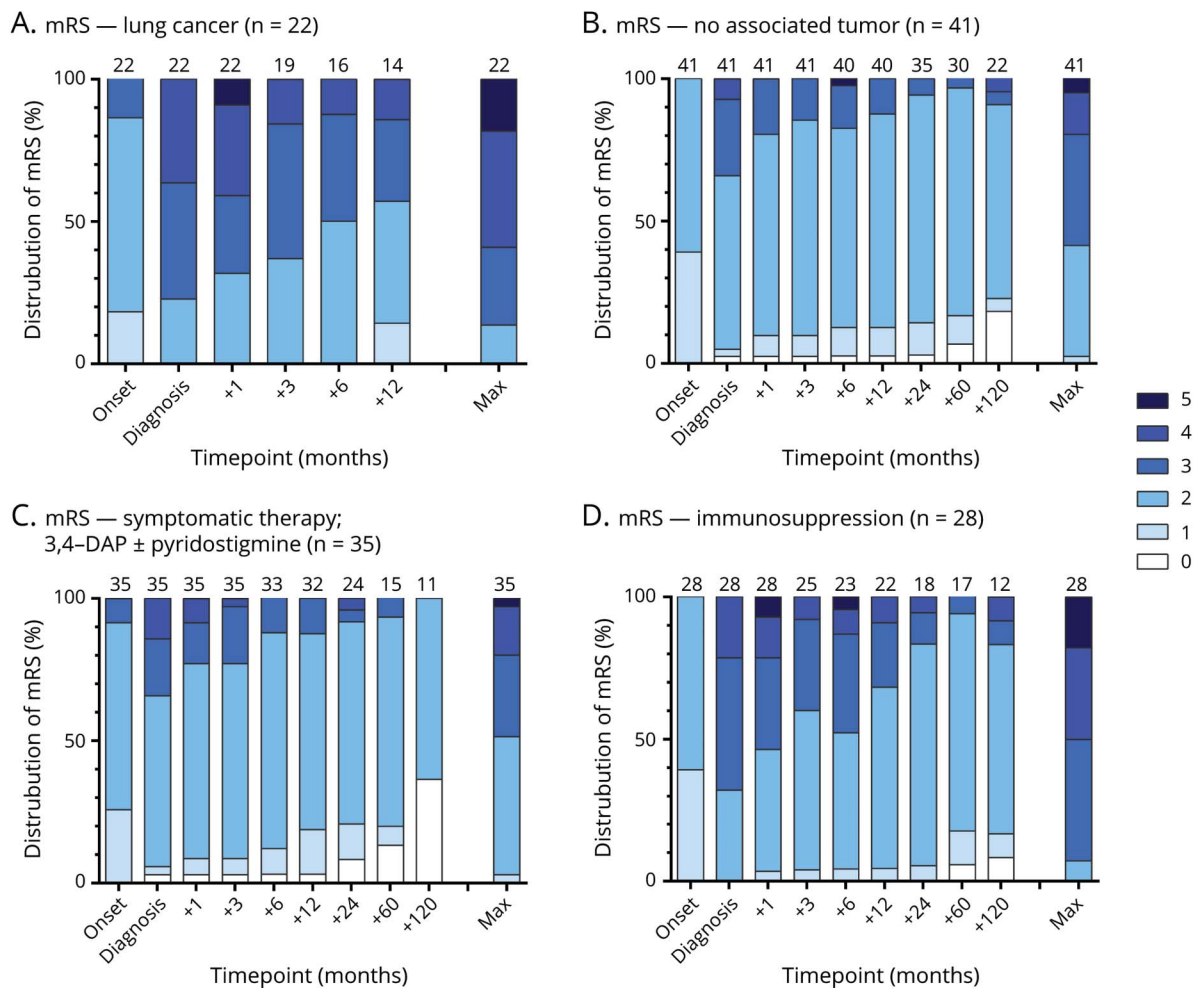 A. mRS — lung cancer (n = 22)
22 22 22 19 16 14 22
100
50
0
Distrubution of mRS (%)
Onset Diagnosis +1 +3 +6 +12 Max
Timepoint (months)
B. mRS — no associated tumor (n = 41)
41 41 41 41 40 40 35 30 22 41
100
50
0
Distrubution of mRS (%)
Onset Diagnosis +1 +3 +6 +12 +24 +60 +120 Max
Timepoint (months)
5
4
3
2
1
0
C. mRS — symptomatic therapy;
3,4–DAP ± pyridostigmine (n = 35)
35 35 35 35 33 32 24 15 11 35
100
50
0
Distrubution of mRS (%)
Onset Diagnosis +1 +3 +6 +12 +24 +60 +120 Max
Timepoint (months)
D. mRS — immunosuppression (n = 28)
28 28 28 25 23 22 18 17 12 28
100
50
0
Distrubution of mRS (%)
Onset Diagnosis +1 +3 +6 +12 +24 +60 +120 Max
Timepoint (months)